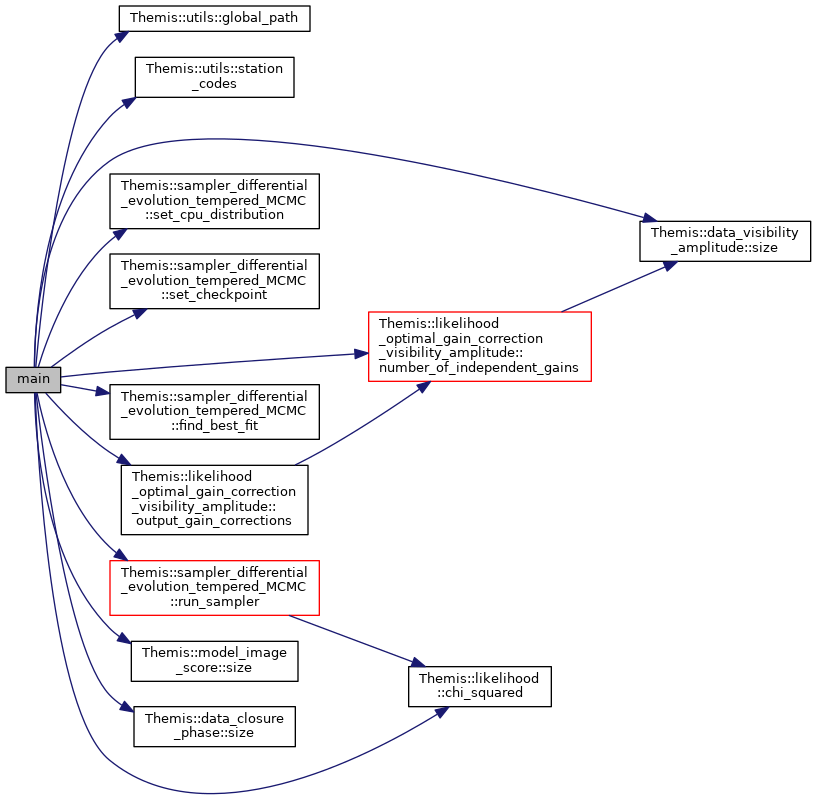 Themis::utils::global_path
Themis::utils::station
_codes
Themis::sampler_differential
_evolution_tempered_MCMC
::set_cpu_distribution
Themis::data_visibility
_amplitude::size
Themis::sampler_differential
_evolution_tempered_MCMC
::set_checkpoint
Themis::likelihood
_optimal_gain_correction
_visibility_amplitude::
number_of_independent_gains
main
Themis::sampler_differential
_evolution_tempered_MCMC
::find_best_fit
Themis::likelihood
_optimal_gain_correction
_visibility_amplitude::
output_gain_corrections
Themis::sampler_differential
_evolution_tempered_MCMC
::run_sampler
Themis::model_image
_score::size
Themis::likelihood
::chi_squared
Themis::data_closure
_phase::size